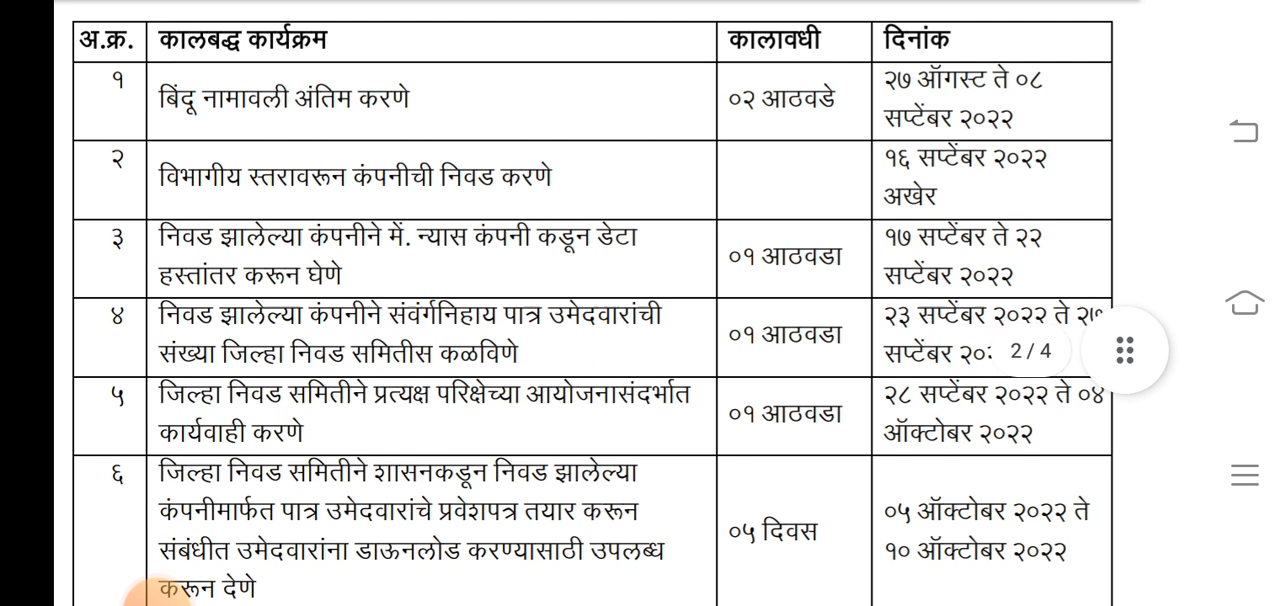 अ.क्र. कालबद्ध कार्यक्रम कालावधी दिनांक
१ बिंदू नामावली अंतिम करणे ०२ आठवडे २७ ऑगस्ट ते ०८
सप्टेंबर २०२२
२ विभागीय स्तरावरून कंपनीची निवड करणे १६ सप्टेंबर २०२२
अखेर
३ निवड झालेल्या कंपनीने में. न्यास कंपनी कडून डेटा
हस्तांतर करून घेणे ०१ आठवडा १७ सप्टेंबर ते २२
सप्टेंबर २०२२
४ निवड झालेल्या कंपनीने संवंर्गनिहाय पात्र उमेदवारांची
संख्या जिल्हा निवड समितीस कळविणे ०१ आठवडा २३ सप्टेंबर २०२२ ते २७
सप्टेंबर
2 / 4
५ जिल्हा निवड समितीने प्रत्यक्ष परिक्षेच्या आयोजनासंदर्भात
कार्यवाही करणे ०१ आठवडा २८ सप्टेंबर २०२२ ते ०४
ऑक्टोबर २०२२
६ जिल्हा निवड समितीने शासनकडून निवड झालेल्या
कंपनीमार्फत पात्र उमेदवारांचे प्रवेशपत्र तयार करून
संबंधीत उमेदवारांना डाऊनलोड करण्यासाठी उपलब्ध
करून देणे ०५ दिवस ०५ ऑक्टोबर २०२२ ते
१० ऑक्टोबर २०२२